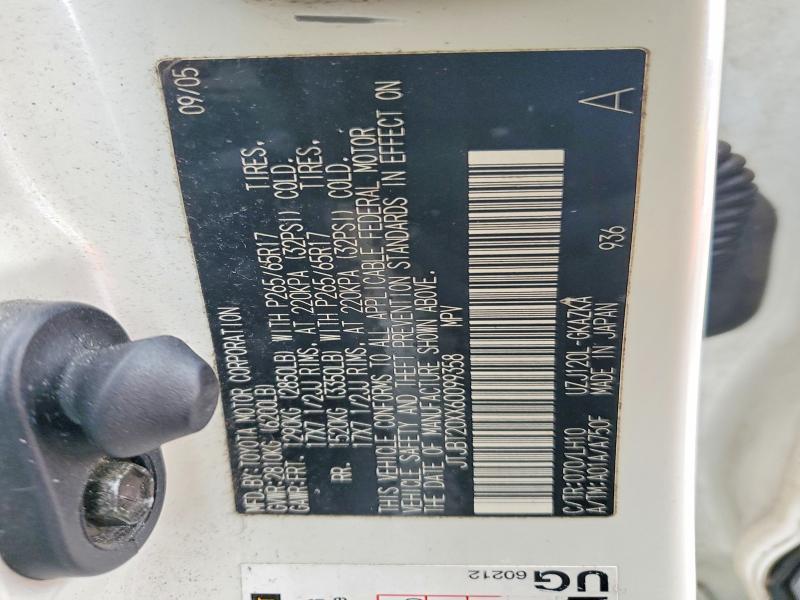 09/05
MFD.BY:TOYOTA MOTOR CORPORATION
GVWR:2810KG (6200LB)
GAWR:FRT. 1290KG (2850LB) WITH P265/65R17 TIRES.
17X7 1/2JJ RIMS. AT 220KPA (32PSI) COLD.
RR. 1520KG (3350LB) WITH P265/65R17 TIRES.
17X7 1/2JJ RIMS. AT 220KPA (32PSI) COLD.
THIS VEHICLE CONFORMS TO ALL APPLICABLE FEDERAL MOTOR
VEHICLE SAFETY AND THEFT PREVENTION STANDARDS IN EFFECT ON
THE DATE OF MANUFACTURE SHOWN ABOVE.
JTJBT20XX60109358 MPV
C/TR:070/LH10 UZJ120L-GKAZKA
A/TM:A01A/A750F MADE IN JAPAN 936
A
UG
60212